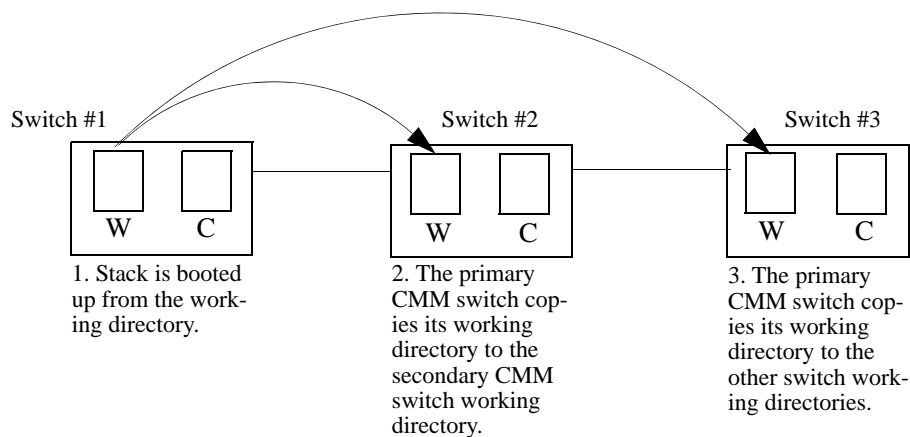 Switch #1
Switch #2
Switch #3
W
C
W
C
W
C
1. Stack is booted
up from the work-
ing directory.
2. The primary
CMM switch cop-
ies its working
directory to the
secondary CMM
switch working
directory.
3. The primary
CMM switch cop-
ies its working
directory to the
other switch work-
ing directories.